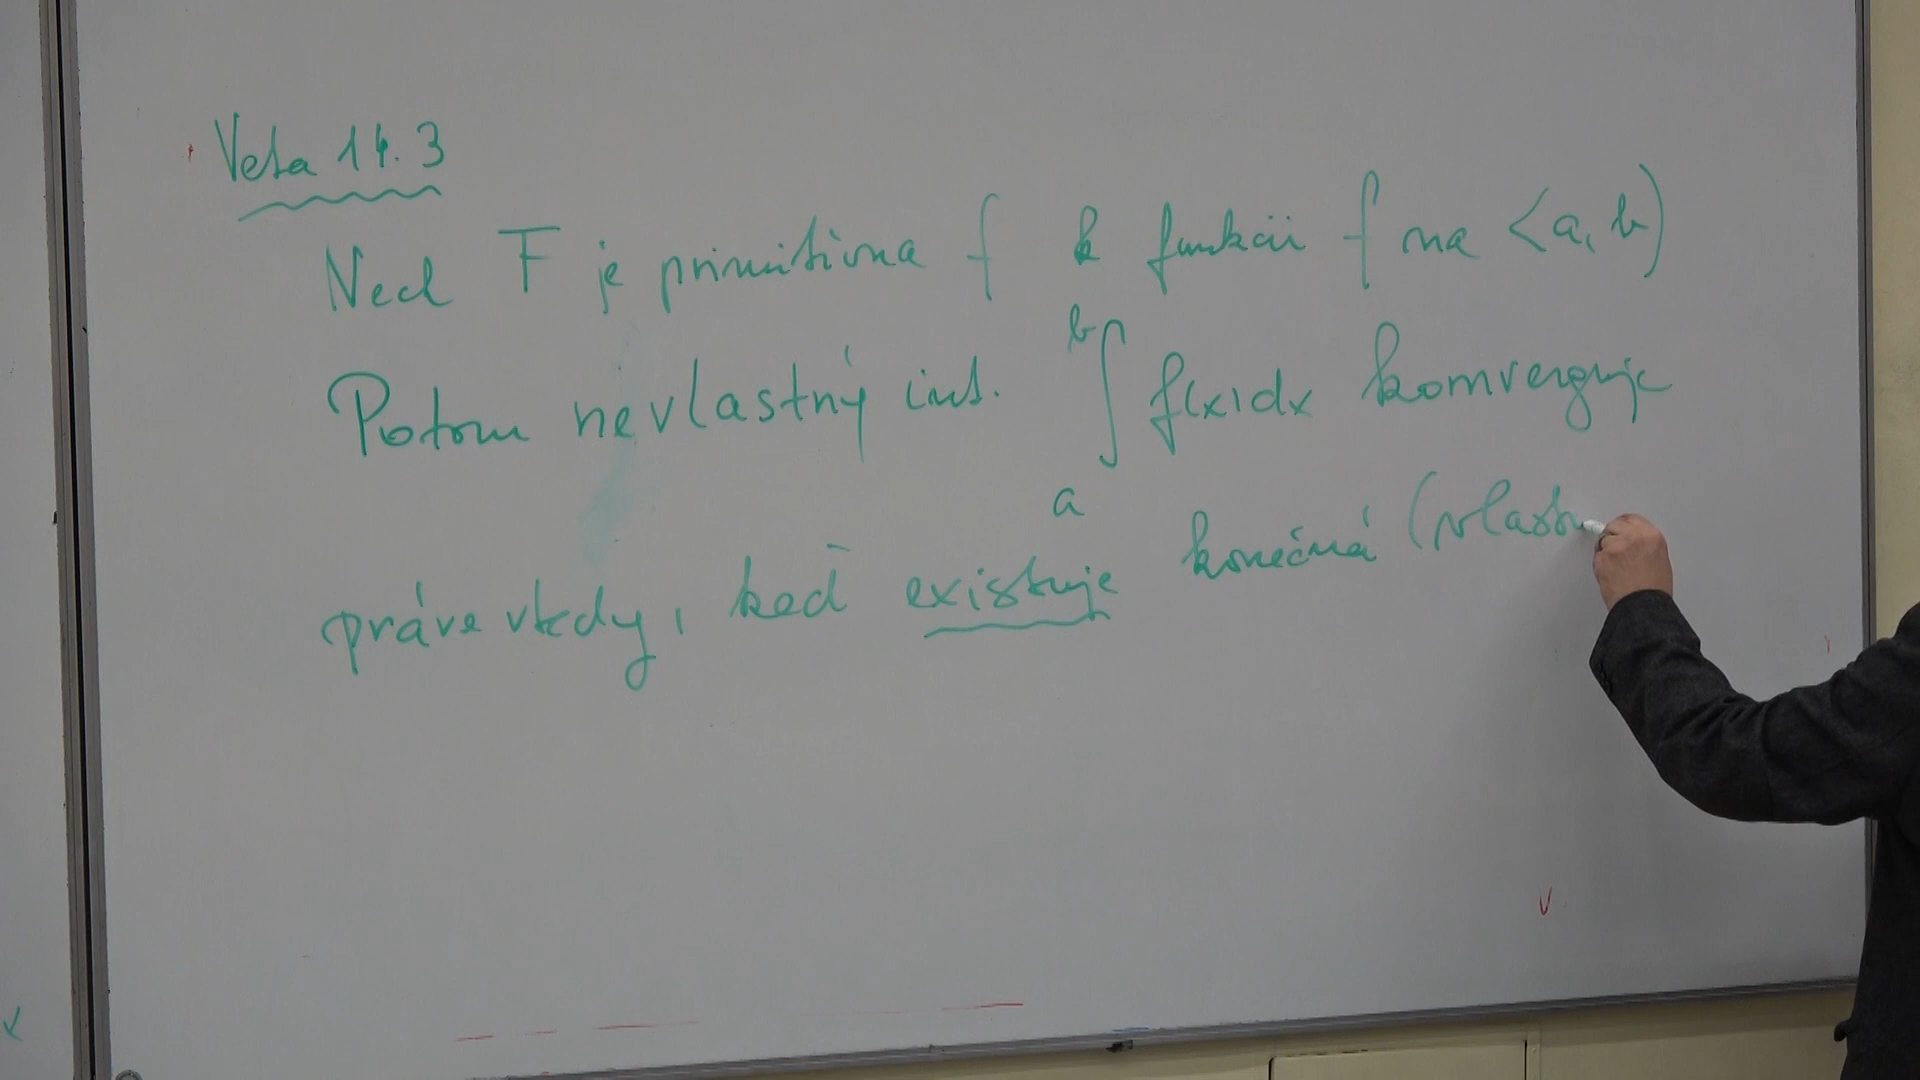 Veta 14.3
Nech F je primitívna f k funkcii f na <a, b)
Potom nevlastný int. \int_a^b f(x)dx konverguje
práve vtedy, keď existuje konečná (vlastn